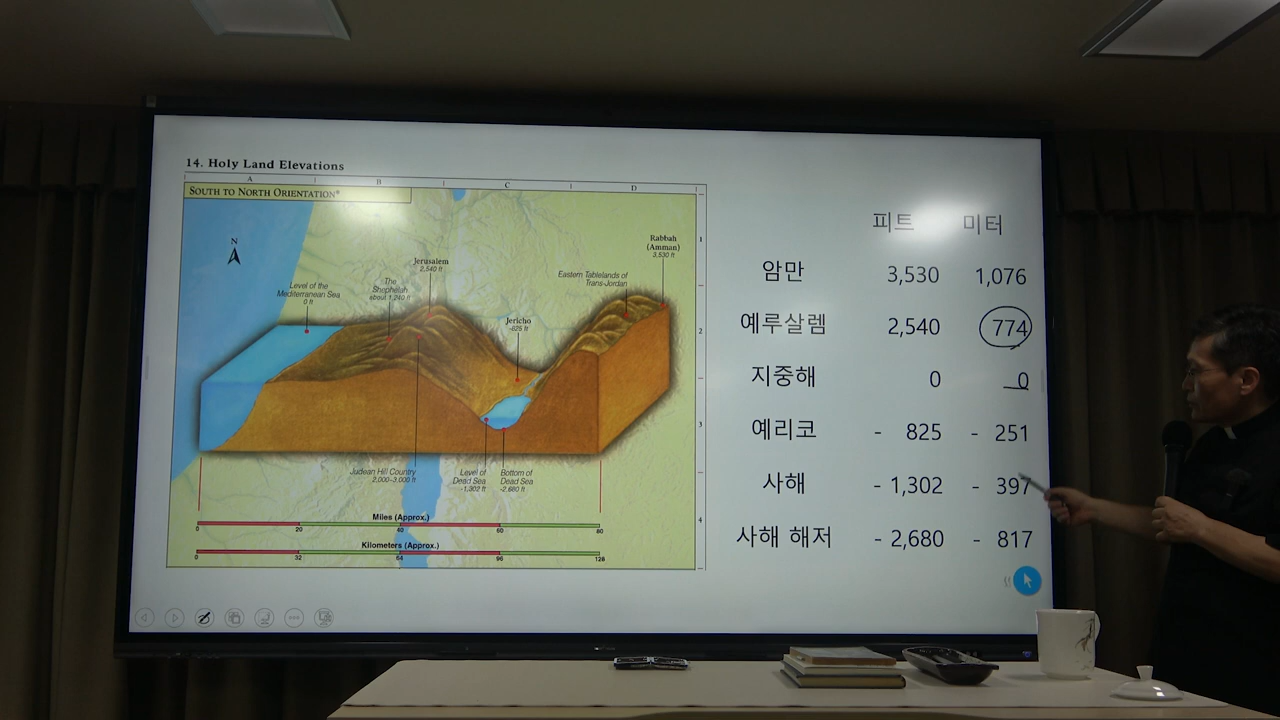 14. Holy Land Elevations
A B C D
SOUTH TO NORTH ORIENTATION*
N
Rabbah
(Amman)
3,530 ft
1
Jerusalem
2,540 ft
Eastern Tablelands of
Trans-Jordan
The
Shephelah
about 1,240 ft
Level of the
Mediterranean Sea
0 ft
Jericho
-825 ft
2
3
Judean Hill Country
2,000-3,000 ft
Level of
Dead Sea
-1,302 ft
Bottom of
Dead Sea
-2,680 ft
4
Miles (Approx.)
0 20 40 60 80
Kilometers (Approx.)
0 32 64 96 128
피트 미터
암만 3,530 1,076
예루살렘 2,540 774
지중해 0 0
예리코 - 825 - 251
사해 - 1,302 - 397
사해 해저 - 2,680 - 817